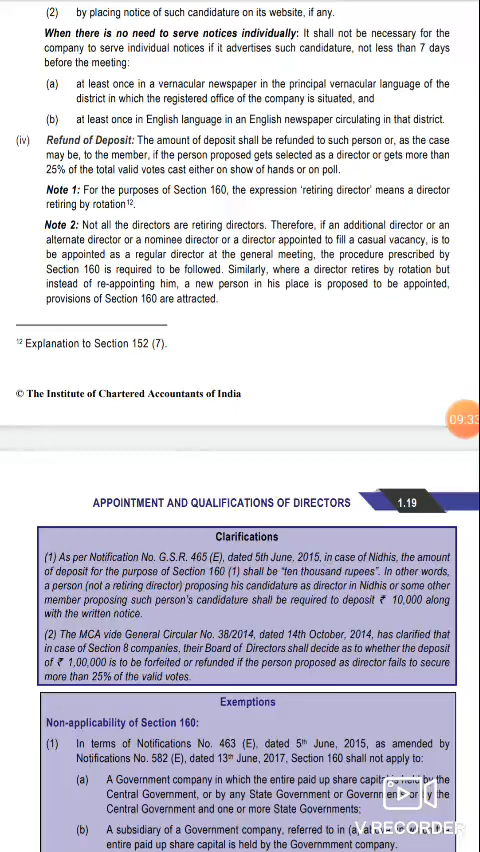 (2) by placing notice of such candidature on its website, if any.
When there is no need to serve notices individually: It shall not be necessary for the
company to serve individual notices if it advertises such candidature, not less than 7 days
before the meeting:
(a) at least once in a vernacular newspaper in the principal vernacular language of the
district in which the registered office of the company is situated, and
(b) at least once in English language in an English newspaper circulating in that district.
(iv) Refund of Deposit: The amount of deposit shall be refunded to such person or, as the case
may be, to the member, if the person proposed gets selected as a director or gets more than
25% of the total valid votes cast either on show of hands or on poll.
Note 1: For the purposes of Section 160, the expression 'retiring director' means a director
retiring by rotation¹².
Note 2: Not all the directors are retiring directors. Therefore, if an additional director or an
alternate director or a nominee director or a director appointed to fill a casual vacancy, is to
be appointed as a regular director at the general meeting, the procedure prescribed by
Section 160 is required to be followed. Similarly, where a director retires by rotation but
instead of re-appointing him, a new person in his place is proposed to be appointed,
provisions of Section 160 are attracted.
¹² Explanation to Section 152 (7).
© The Institute of Chartered Accountants of India
09:33
APPOINTMENT AND QUALIFICATIONS OF DIRECTORS 1.19
Clarifications
(1) As per Notification No. G.S.R. 465 (E), dated 5th June, 2015, in case of Nidhis, the amount
of deposit for the purpose of Section 160 (1) shall be "ten thousand rupees". In other words,
a person (not a retiring director) proposing his candidature as director in Nidhis or some other
member proposing such person's candidature shall be required to deposit ₹ 10,000 along
with the written notice.
(2) The MCA vide General Circular No. 38/2014, dated 14th October, 2014, has clarified that
in case of Section 8 companies, their Board of Directors shall decide as to whether the deposit
of ₹ 1,00,000 is to be forfeited or refunded if the person proposed as director fails to secure
more than 25% of the valid votes.
Exemptions
Non-applicability of Section 160:
(1) In terms of Notifications No. 463 (E), dated 5th June, 2015, as amended by
Notifications No. 582 (E), dated 13th June, 2017, Section 160 shall not apply to:
(a) A Government company in which the entire paid up share capital is held by the
Central Government, or by any State Government or Governments or by the
Central Government and one or more State Governments;
(b) A subsidiary of a Government company, referred to in (a)
entire paid up share capital is held by the Governmment company.
V.RECORDER